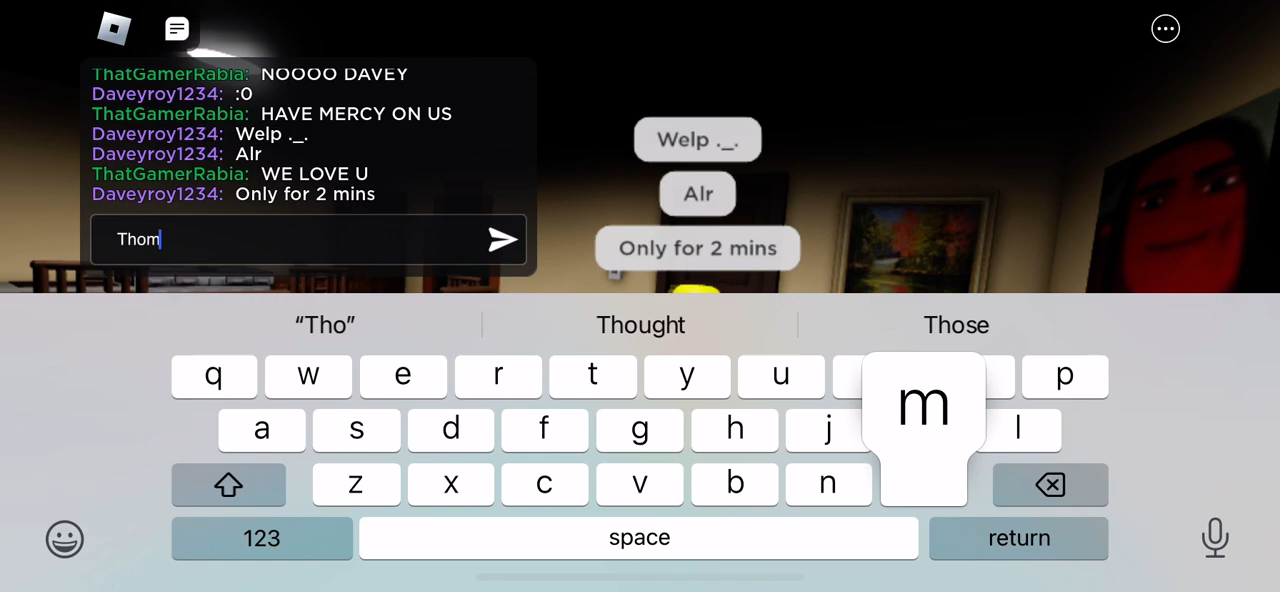 ThatGamerRabia: NOOOO DAVEY
Daveyroy1234: :0
ThatGamerRabia: HAVE MERCY ON US
Daveyroy1234: Welp ._.
Daveyroy1234: Alr
ThatGamerRabia: WE LOVE U
Daveyroy1234: Only for 2 mins
Thom
Welp ._.
Alr
Only for 2 mins
“Tho” Thought Those
q w e r t y u p
a s d f g h j l
m
z x c v b n
123 space return